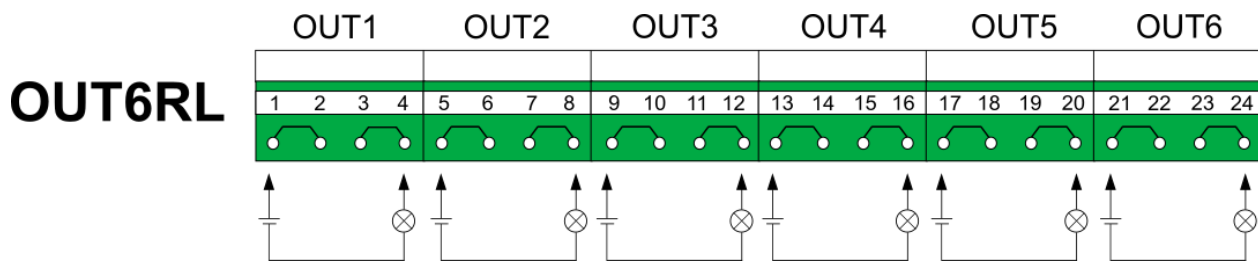 OUT1 OUT2 OUT3 OUT4 OUT5 OUT6
OUT6RL
1 2 3 4 5 6 7 8 9 10 11 12 13 14 15 16 17 18 19 20 21 22 23 24